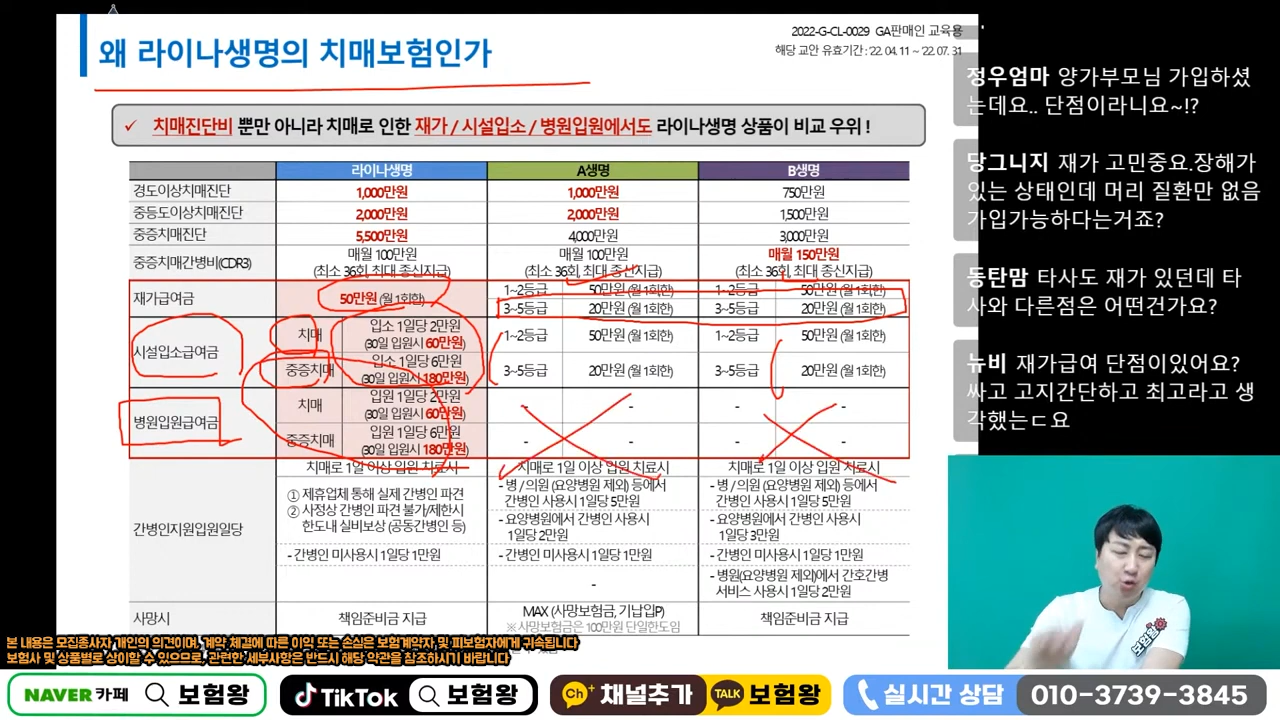 왜 라이나생명의 치매보험인가
2022-G-CL-0029 GA판매인 교육용
해당 교안 유효기간 : '22. 04. 11 ~ '22. 07. 31
✓ 치매진단비 뿐만 아니라 치매로 인한 재가 / 시설입소 / 병원입원에서도 라이나생명 상품이 비교 우위 !
라이나생명 A생명 B생명
경도이상치매진단 1,000만원 1,000만원 750만원
중등도이상치매진단 2,000만원 2,000만원 1,500만원
중증치매진단 5,500만원 4,000만원 3,000만원
중증치매간병비(CDR3) 매월 100만원 매월 100만원 매월 150만원
(최소 36회, 최대 종신지급) (최소 36회, 최대 종신지급) (최소 36회, 최대 종신지급)
재가급여금 50만원 (월 1회한) 1~2등급 50만원 (월 1회한) 1~2등급 50만원 (월 1회한)
3~5등급 20만원 (월 1회한) 3~5등급 20만원 (월 1회한)
시설입소급여금 치매 입소 1일당 2만원
(30일 입원시 60만원) 1~2등급 50만원 (월 1회한) 1~2등급 50만원 (월 1회한)
중증치매 입소 1일당 6만원
(30일 입원시 180만원) 3~5등급 20만원 (월 1회한) 3~5등급 20만원 (월 1회한)
병원입원급여금 치매 입원 1일당 2만원
(30일 입원시 60만원) - - - -
중증치매 입원 1일당 6만원
(30일 입원시 180만원) - - - -
간병인지원입원일당
치매로 1일 이상 입원 치료시
① 제휴업체 통해 실제 간병인 파견
② 사정상 간병인 파견 불가/제한시
한도내 실비보상 (공동간병인 등)
- 간병인 미사용시 1일당 1만원
치매로 1일 이상 입원 치료시
- 병 / 의원 (요양병원 제외) 등에서
간병인 사용시 1일당 5만원
- 요양병원에서 간병인 사용시
1일당 2만원
- 간병인 미사용시 1일당 1만원
-
치매로 1일 이상 입원 치료시
- 병 / 의원 (요양병원 제외) 등에서
간병인 사용시 1일당 5만원
- 요양병원에서 간병인 사용시
1일당 3만원
- 간병인 미사용시 1일당 1만원
- 병원(요양병원 제외)에서 간호간병
서비스 사용시 1일당 2만원
사망시 책임준비금 지급 MAX (사망보험금, 기납입P) 책임준비금 지급
※사망보험금은 100만원 단일한도임
정우엄마 양가부모님 가입하셨
는데요.. 단점이라니요~!?
당그니지 재가 고민중요.장해가
있는 상태인데 머리 질환만 없음
가입가능하다는거죠?
동탄맘 타사도 재가 있던데 타
사와 다른점은 어떤건가요?
뉴비 재가급여 단점이있어요?
싸고 고지간단하고 최고라고 생
각했는ㄷ요
보험왕
본 내용은 모집종사자 개인의 의견이며, 계약 체결에 따른 이익 또는 손실은 보험계약자 및 피보험자에게 귀속됩니다
보험사 및 상품별로 상이할 수 있으므로, 관련한 세부사항은 반드시 해당 약관을 참조하시기 바랍니다
NAVER 카페 보험왕
TikTok 보험왕
Ch+ 채널추가 TALK 보험왕
실시간 상담 010-3739-3845